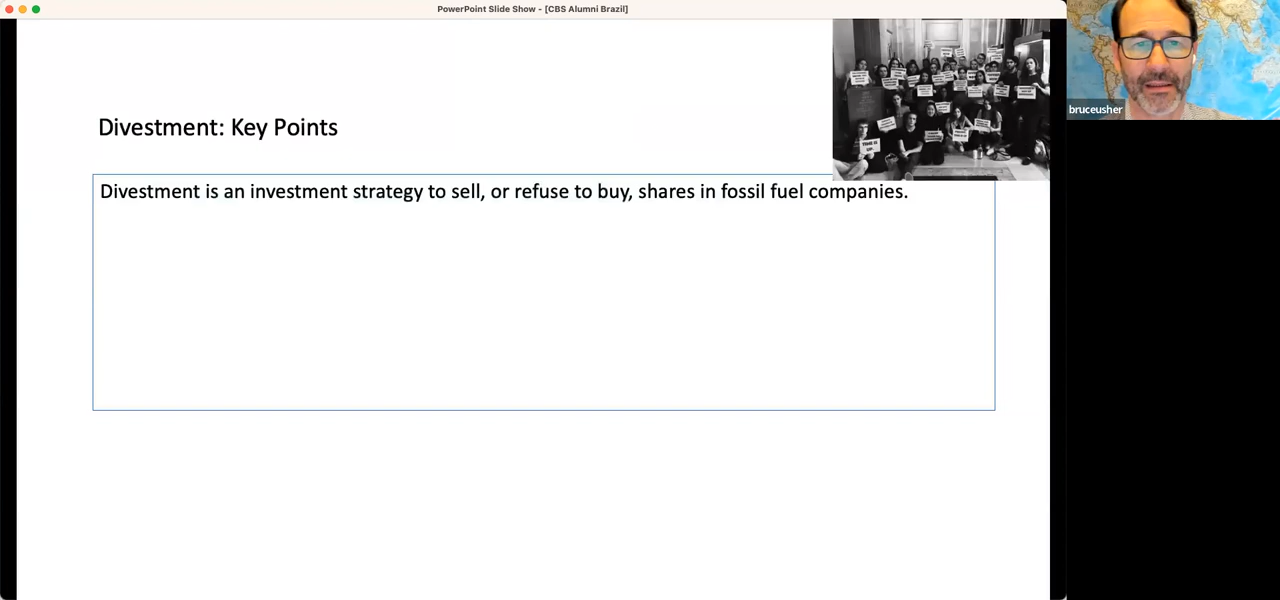 PowerPoint Slide Show - [CBS Alumni Brazil]
bruceusher
Divestment: Key Points
Divestment is an investment strategy to sell, or refuse to buy, shares in fossil fuel companies.